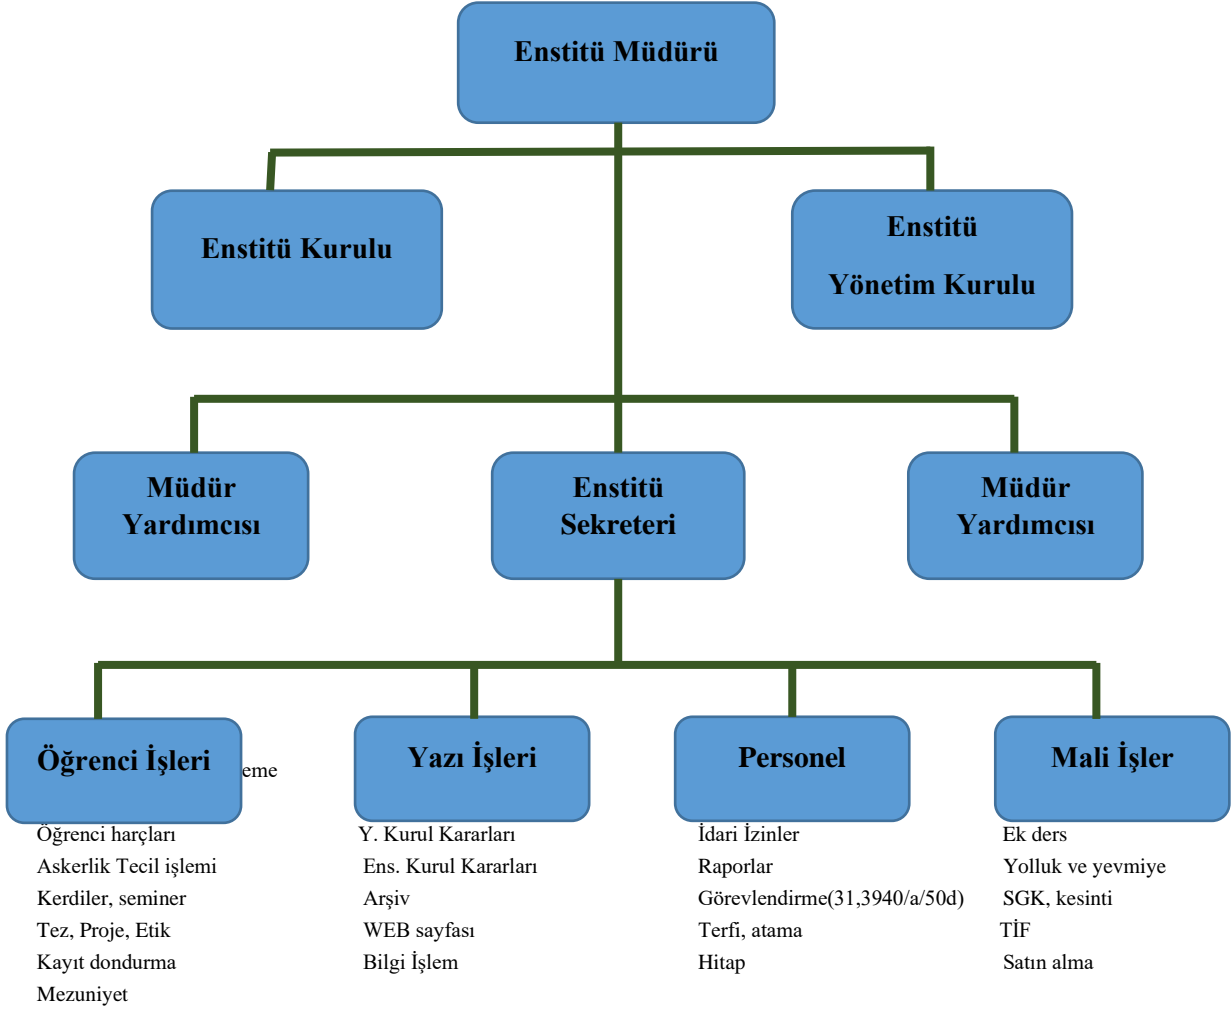 Enstitü Müdürü
Enstitü Kurulu
Enstitü
Yönetim Kurulu
Müdür
Yardımcısı
Enstitü
Sekreteri
Müdür
Yardımcısı
Öğrenci İşleri
Öğrenci harçları
Askerlik Tecil işlemi
Kerdiler, seminer
Tez, Proje, Etik
Kayıt dondurma
Mezuniyet
Yazı İşleri
Y. Kurul Kararları
Ens. Kurul Kararları
Arşiv
WEB sayfası
Bilgi İşlem
Personel
İdari İzinler
Raporlar
Görevlendirme(31,3940/a/50d)
Terfi, atama
Hitap
Mali İşler
Ek ders
Yolluk ve yevmiye
SGK, kesinti
TİF
Satın alma